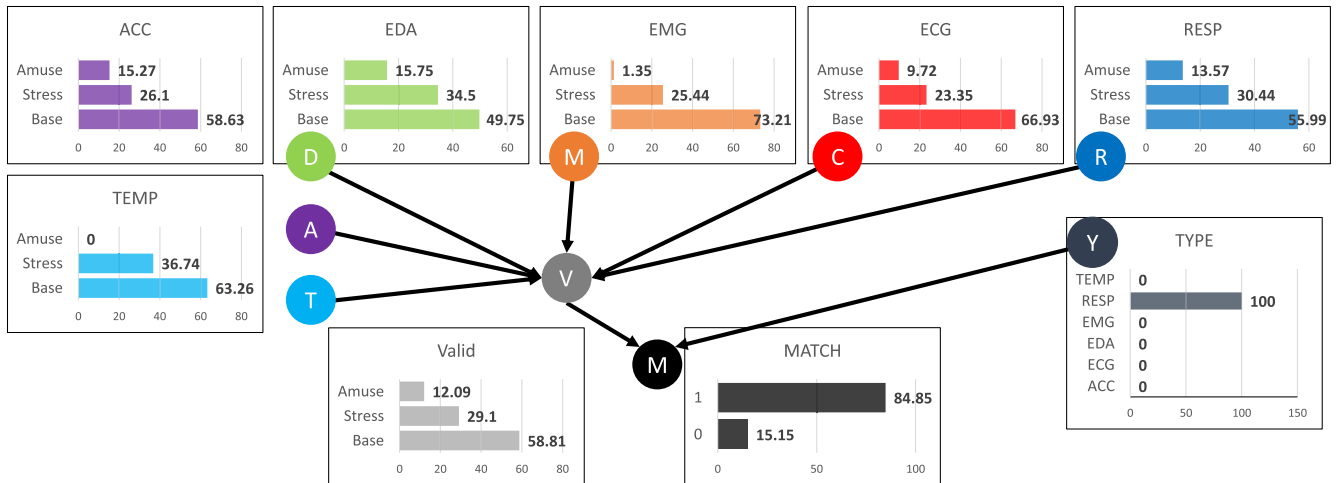 ACC
Amuse 15.27
Stress 26.1
Base 58.63
0 20 40 60 80
EDA
Amuse 15.75
Stress 34.5
Base 49.75
0 20 40 60
EMG
Amuse 1.35
Stress 25.44
Base 73.21
0 20 40 60 80
ECG
Amuse 9.72
Stress 23.35
Base 66.93
0 20 40 60 80
RESP
Amuse 13.57
Stress 30.44
Base 55.99
0 20 40 60
D
M
C
R
TEMP
Amuse 0
Stress 36.74
Base 63.26
0 20 40 60 80
A
T
V
Y
TYPE
TEMP 0
RESP 100
EMG 0
EDA 0
ECG 0
ACC 0
0 50 100 150
Valid
Amuse 12.09
Stress 29.1
Base 58.81
0 20 40 60 80
M
MATCH
1 84.85
0 15.15
0 50 100